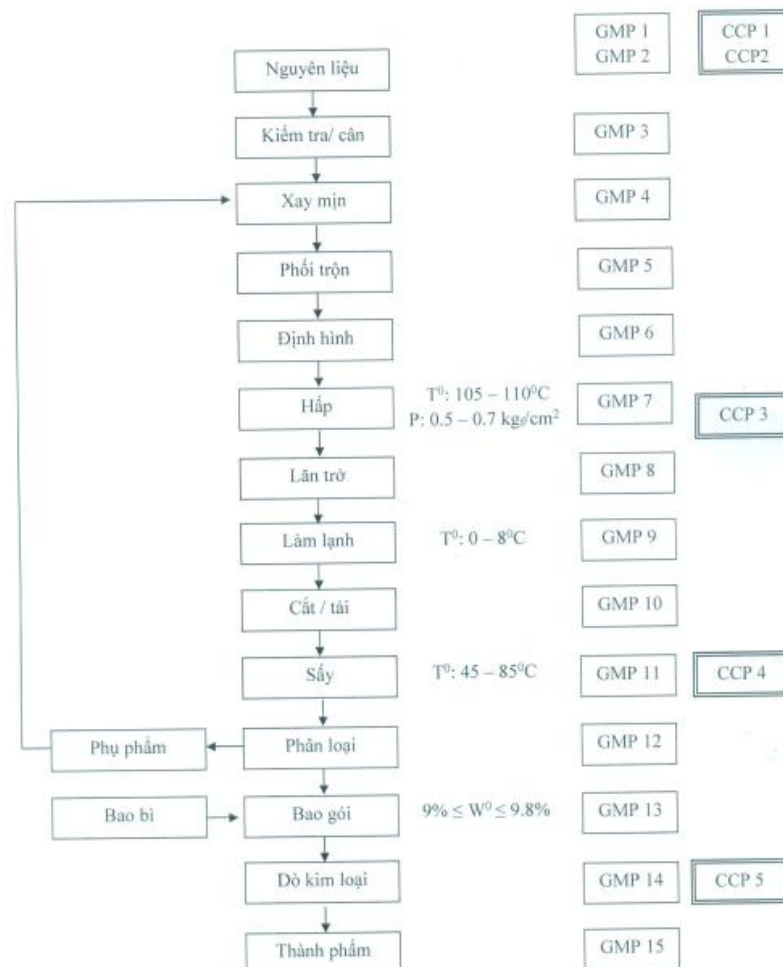 GMP 1
GMP 2
CCP 1
CCP2
Nguyên liệu
Kiểm tra/ cân
GMP 3
Xay mịn
GMP 4
Phối trộn
GMP 5
Định hình
GMP 6
Hấp
T⁰: 105 – 110⁰C
P: 0.5 – 0.7 kgf/cm²
GMP 7
CCP 3
Lăn trở
GMP 8
Làm lạnh
T⁰: 0 – 8⁰C
GMP 9
Cắt / tải
GMP 10
Sấy
T⁰: 45 – 85⁰C
GMP 11
CCP 4
Phụ phẩm
Phân loại
GMP 12
Bao bì
Bao gói
9% ≤ W⁰ ≤ 9.8%
GMP 13
Dò kim loại
GMP 14
CCP 5
Thành phẩm
GMP 15